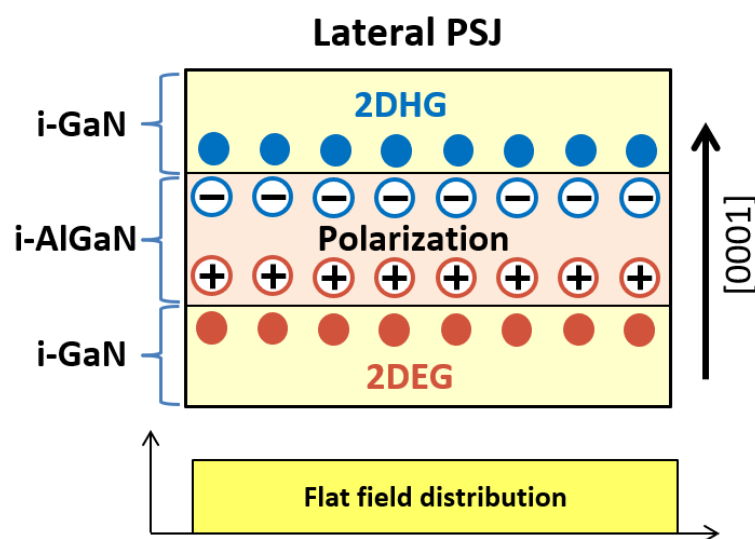 Lateral PSJ
i-GaN
2DHG
i-AlGaN
Polarization
[0001]
i-GaN
2DEG
Flat field distribution